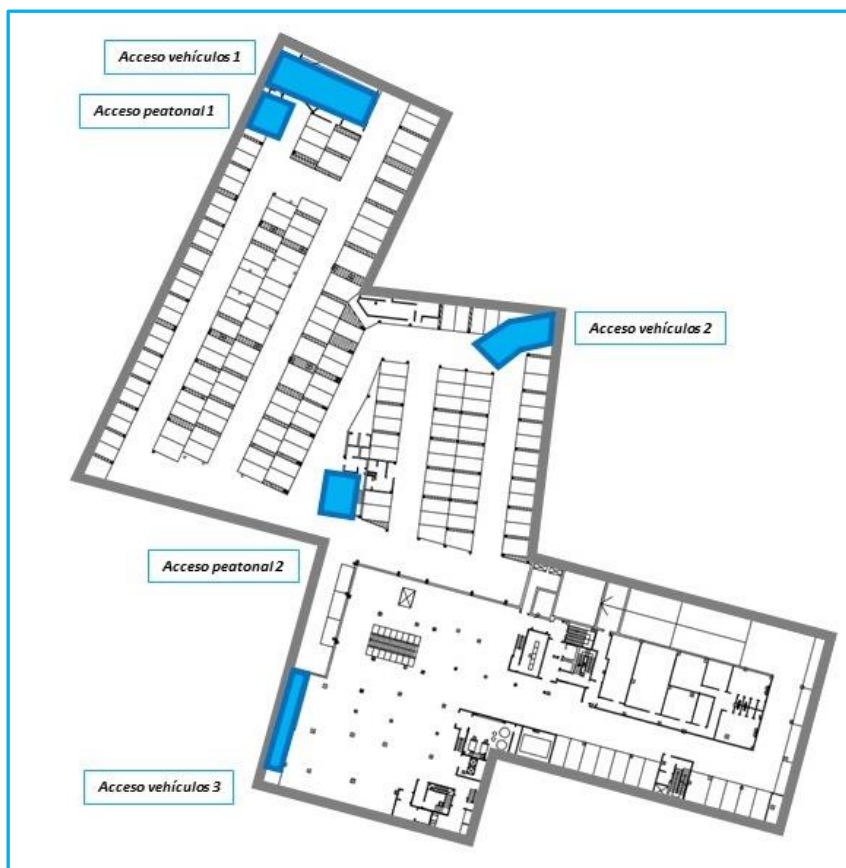 Acceso vehículos 1
Acceso peatonal 1
Acceso vehículos 2
Acceso peatonal 2
Acceso vehículos 3